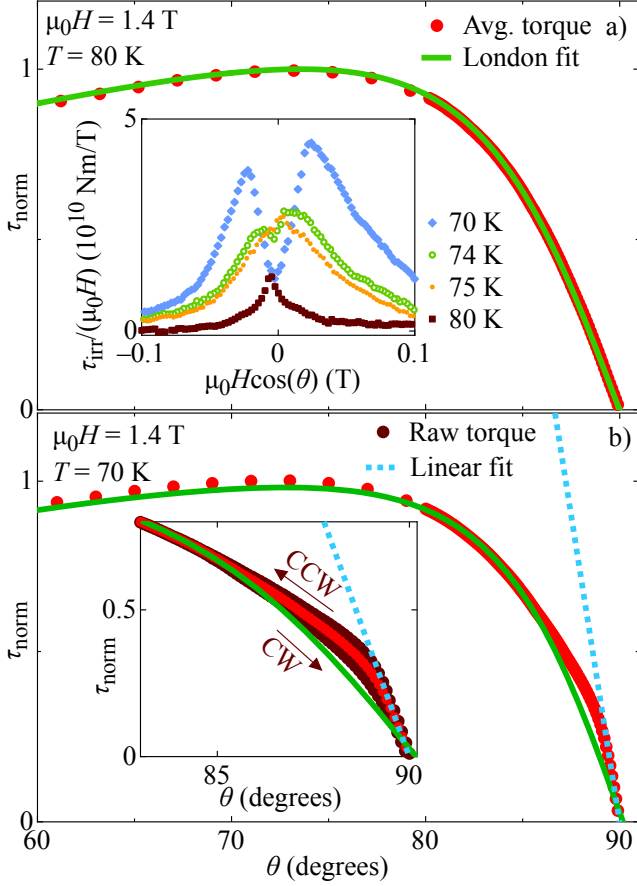 μ₀H = 1.4 T
T = 80 K
Avg. torque a)
London fit
1
τnorm
0
5
0
τirr/(μ₀H) (10¹⁰ Nm/T)
−0.1 0 0.1
μ₀Hcos(θ) (T)
70 K
74 K
75 K
80 K
μ₀H = 1.4 T
T = 70 K
Raw torque b)
Linear fit
1
τnorm
0
0.5
0
τnorm
CCW
CW
85 90
θ (degrees)
60 70 80 90
θ (degrees)